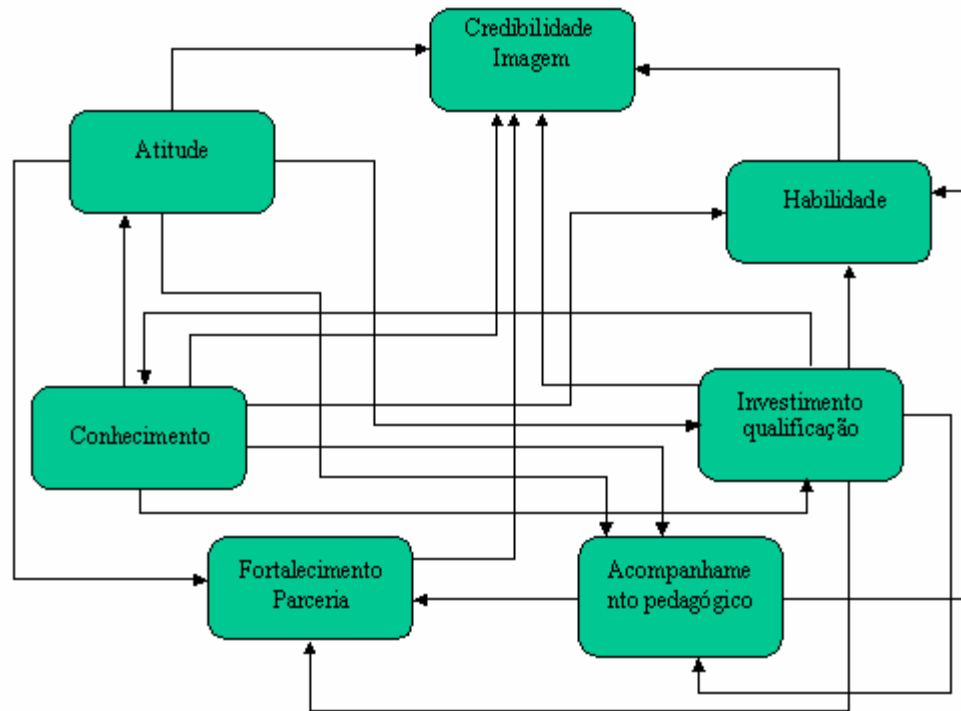 Credibilidade
Imagem
Atitude
Habilidade
Investimento
qualificação
Conhecimento
Fortalecimento
Parceria
Acompanhame
nto pedagógico